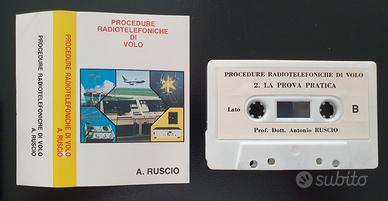 PROCEDURE RADIOTELEFONICHE DI VOLO
A. RUSCIO
PROCEDURE RADIOTELEFONICHE DI VOLO
A. RUSCIO
PROCEDURE
RADIOTELEFONICHE
DI
VOLO
A. RUSCIO
PROCEDURE RADIOTELEFONICHE DI VOLO
2. LA PROVA PRATICA
Lato
B
Prof. Dott. Antonio RUSCIO
subito